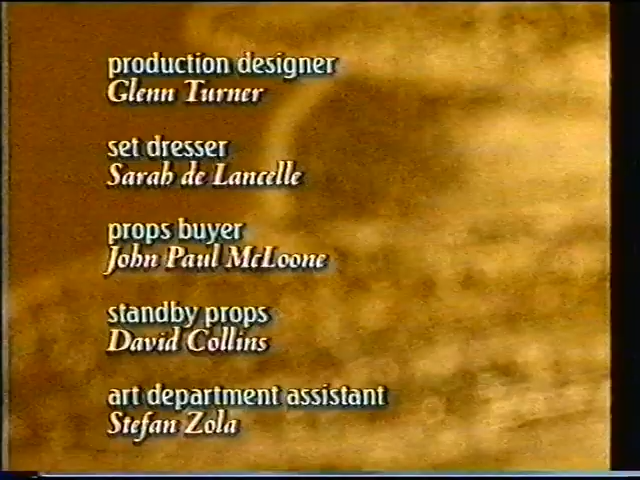 production designer
Glenn Turner
set dresser
Sarah de Lancelle
props buyer
John Paul McLoone
standby props
David Collins
art department assistant
Stefan Zola